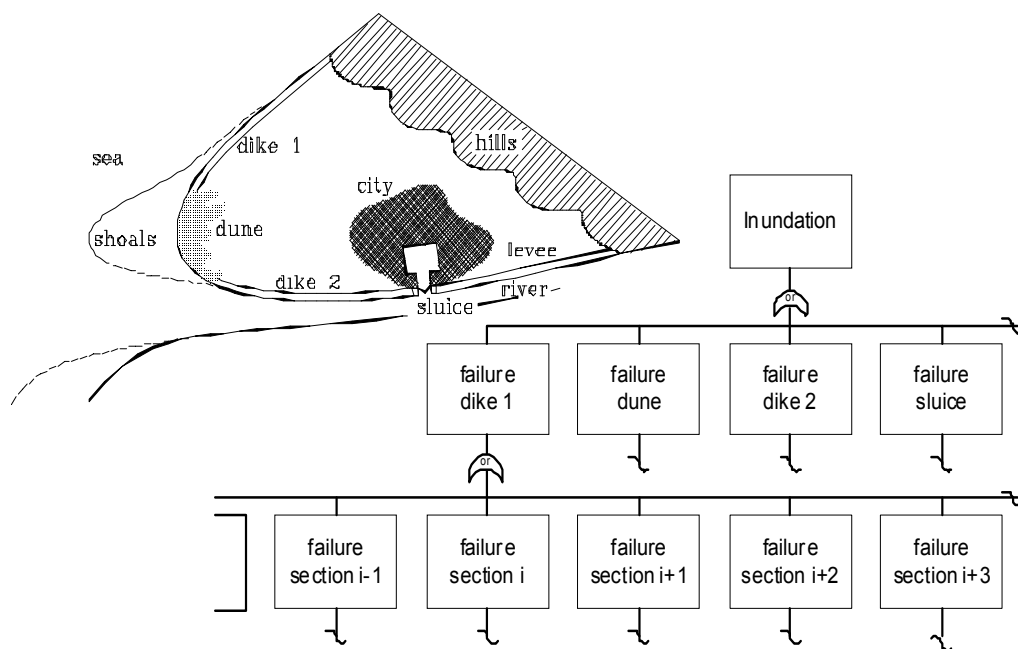 dike 1
sea
hills
city
shoals
dune
levee
dike 2
river
sluice
Inundation
or
failure
dike 1
failure
dune
failure
dike 2
failure
sluice
or
failure
section i-1
failure
section i
failure
section i+1
failure
section i+2
failure
section i+3